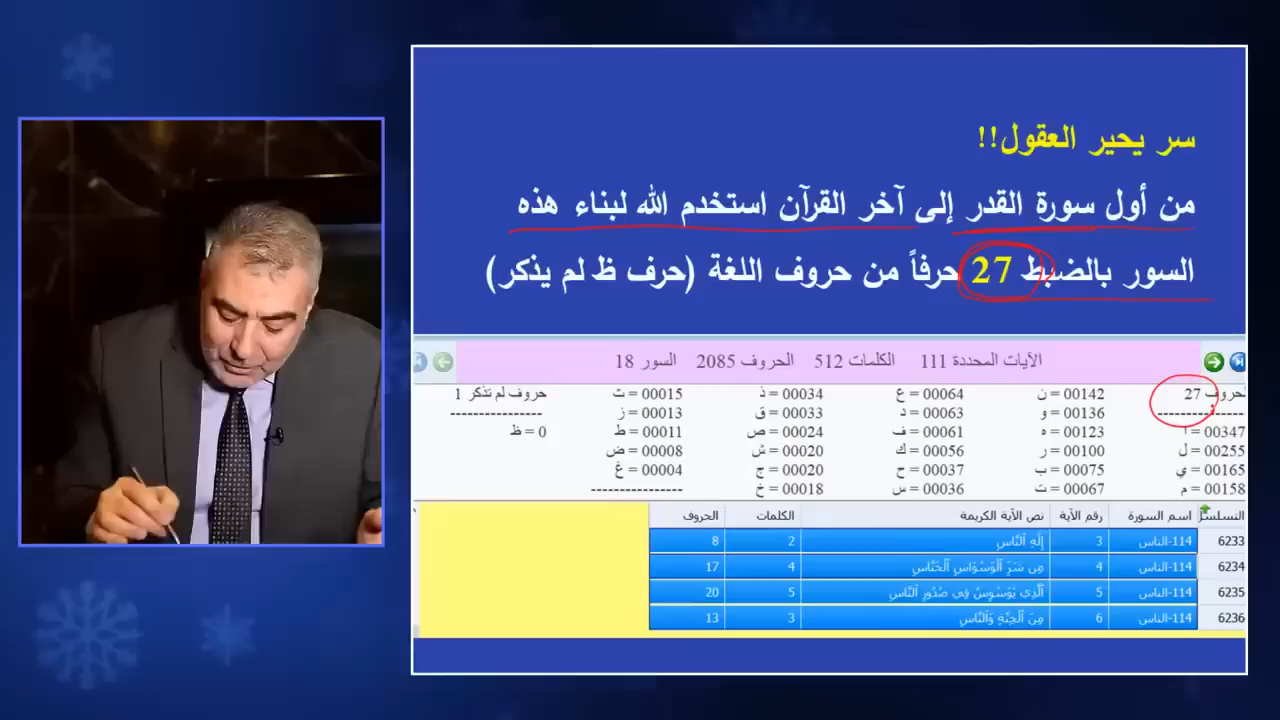 سر يحير العقول!!
من أول سورة القدر إلى آخر القرآن استخدم الله لبناء هذه
السور بالضبط 27 حرفاً من حروف اللغة (حرف ظ لم يذكر)
الآيات المحددة 111 الكلمات 512 الحروف 2085 السور 18
لحروف 27 ن = 00142 ع = 00064 ذ = 00034 ث = 00015 حروف لم تذكر 1
---------------- و = 00136 د = 00063 ق = 00033 ز = 00013 ----------------
ا = 00347 ه = 00123 ف = 00061 ص = 00024 ط = 00011 ظ = 0
ل = 00255 ر = 00100 ك = 00056 ش = 00020 ض = 00008
ي = 00165 ب = 00075 ح = 00037 ج = 00020 غ = 00004
م = 00158 ت = 00067 س = 00036 خ = 00018 ----------------
التسلسل اسم السورة رقم الآية نص الآية الكريمة الكلمات الحروف
6233 114-الناس 3 إِلَٰهِ ٱلنَّاسِ 2 8
6234 114-الناس 4 مِن شَرِّ ٱلْوَسْوَاسِ ٱلْخَنَّاسِ 4 17
6235 114-الناس 5 ٱلَّذِي يُوَسْوِسُ فِي صُدُورِ ٱلنَّاسِ 5 20
6236 114-الناس 6 مِنَ ٱلْجِنَّةِ وَٱلنَّاسِ 3 13